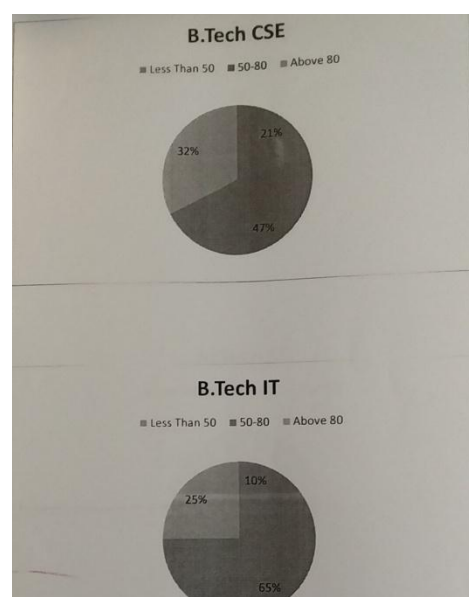 B.Tech CSE
Less Than 50 50-80 Above 80
21%
32%
47%
B.Tech IT
Less Than 50 50-80 Above 80
10%
25%
65%